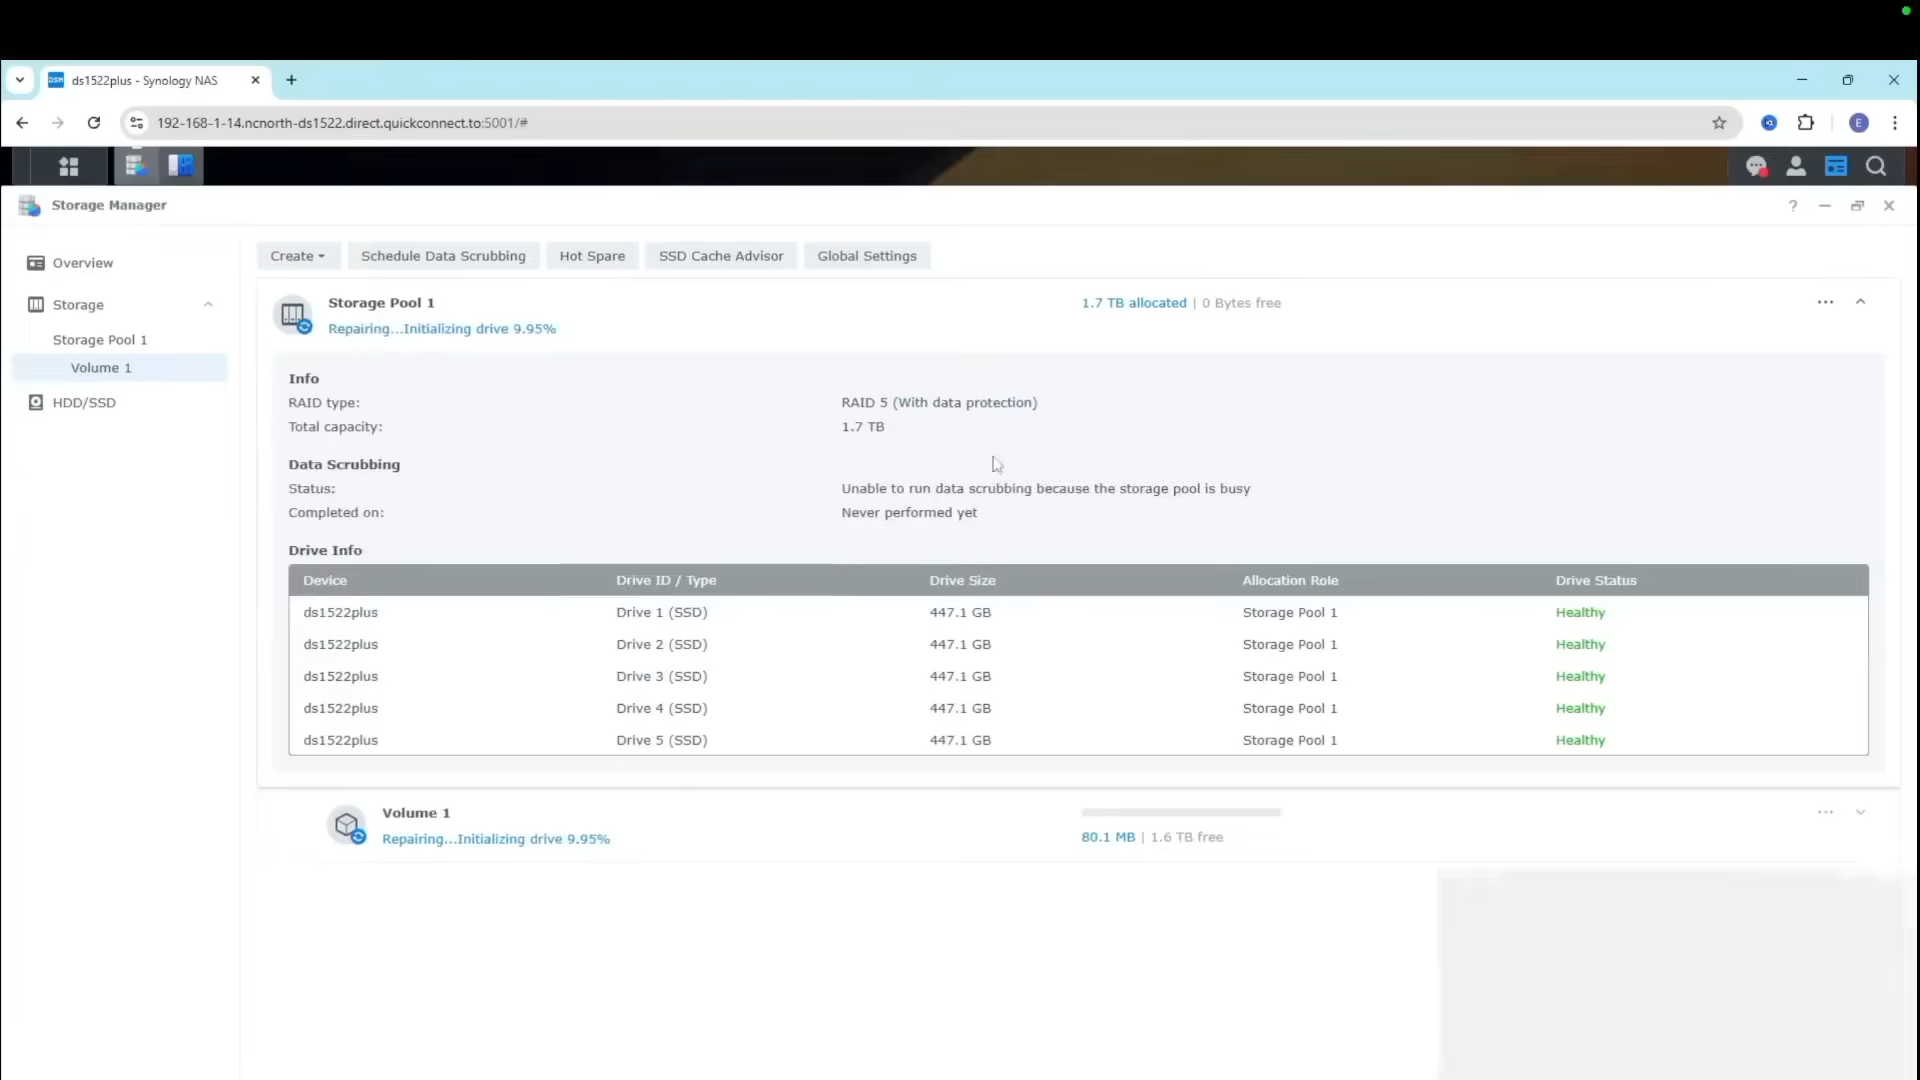 ds1522plus - Synology NAS
192-168-1-14.ncnorth-ds1522.direct.quickconnect.to:5001/#
E
Storage Manager
?
Overview
Storage
Storage Pool 1
Volume 1
HDD/SSD
Create
Schedule Data Scrubbing
Hot Spare
SSD Cache Advisor
Global Settings
Storage Pool 1
1.7 TB allocated | 0 Bytes free
Repairing...Initializing drive 9.95%
Info
RAID type: RAID 5 (With data protection)
Total capacity: 1.7 TB
Data Scrubbing
Status: Unable to run data scrubbing because the storage pool is busy
Completed on: Never performed yet
Drive Info
Device Drive ID / Type Drive Size Allocation Role Drive Status
ds1522plus Drive 1 (SSD) 447.1 GB Storage Pool 1 Healthy
ds1522plus Drive 2 (SSD) 447.1 GB Storage Pool 1 Healthy
ds1522plus Drive 3 (SSD) 447.1 GB Storage Pool 1 Healthy
ds1522plus Drive 4 (SSD) 447.1 GB Storage Pool 1 Healthy
ds1522plus Drive 5 (SSD) 447.1 GB Storage Pool 1 Healthy
Volume 1
Repairing...Initializing drive 9.95%
80.1 MB | 1.6 TB free